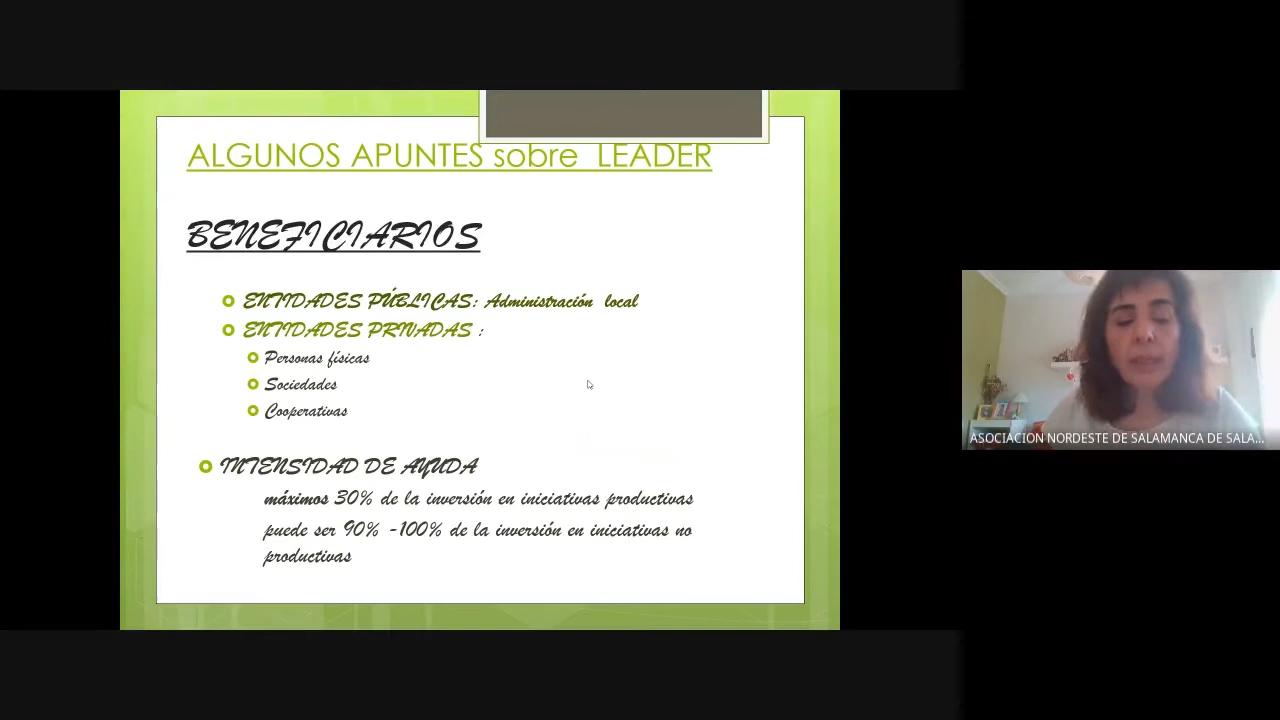 ALGUNOS APUNTES sobre LEADER
BENEFICIARIOS
ENTIDADES PÚBLICAS: Administración local
ENTIDADES PRIVADAS :
Personas físicas
Sociedades
Cooperativas
INTENSIDAD DE AYUDA
máximos 30% de la inversión en iniciativas productivas
puede ser 90% -100% de la inversión en iniciativas no
productivas
ASOCIACION NORDESTE DE SALAMANCA DE SALA...